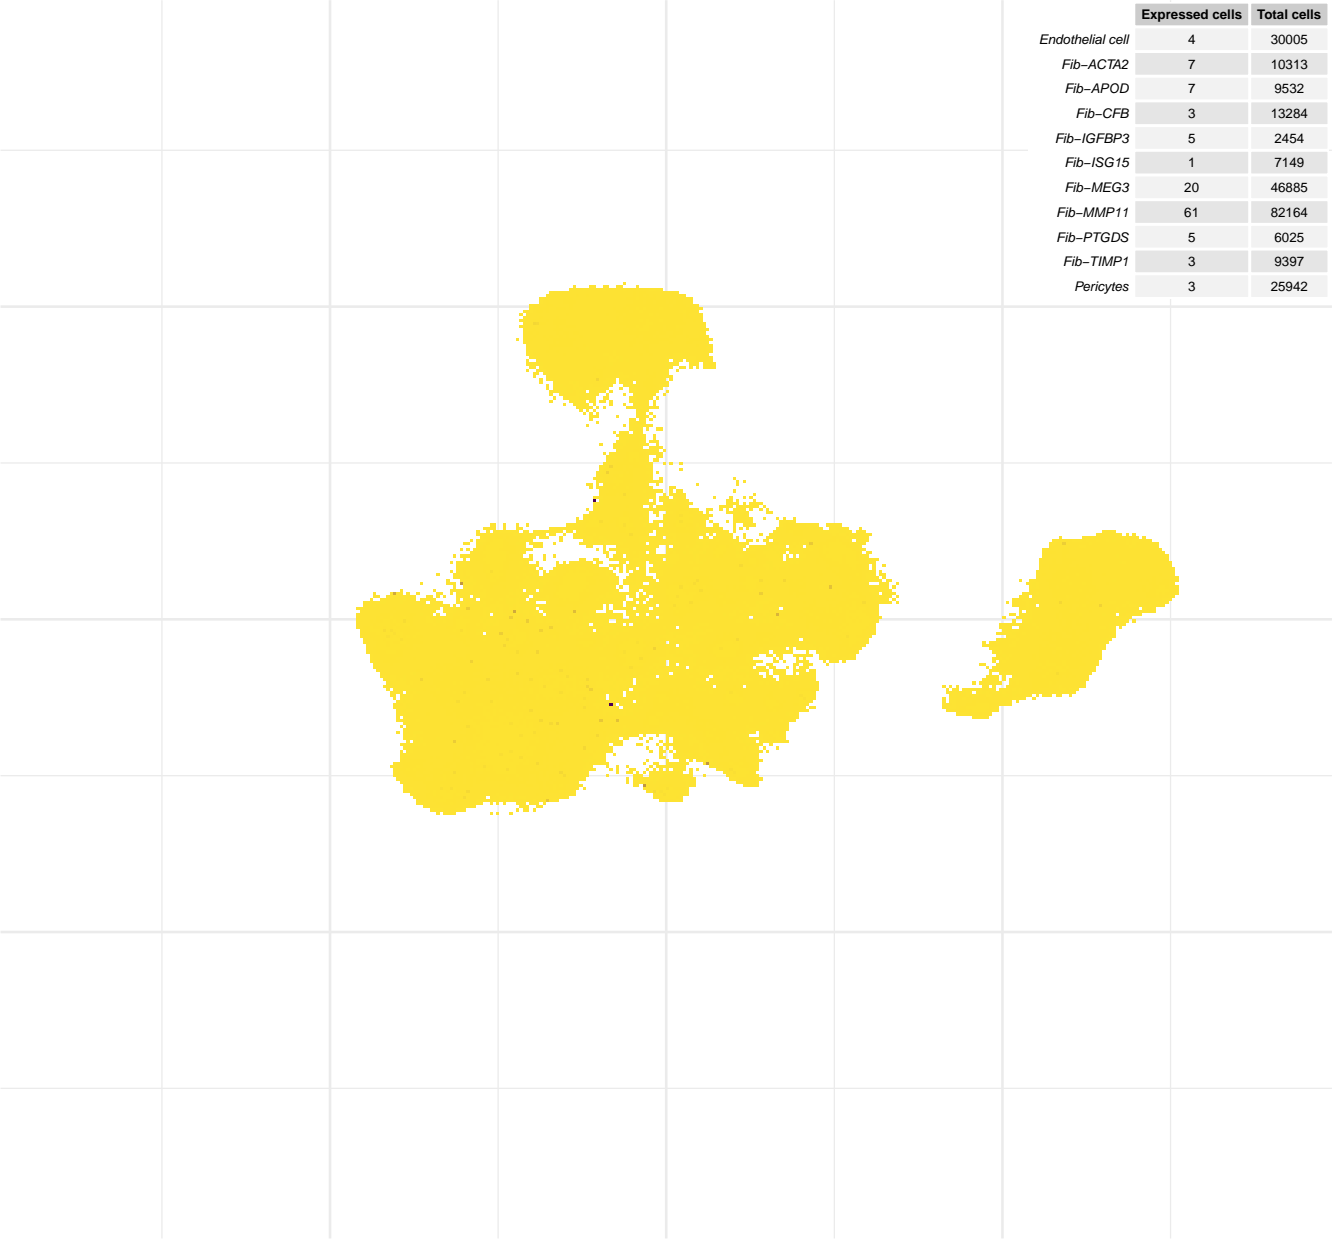 Expressed cells Total cells
Endothelial cell 4 30005
Fib−ACTA2 7 10313
Fib−APOD 7 9532
Fib−CFB 3 13284
Fib−IGFBP3 5 2454
Fib−ISG15 1 7149
Fib−MEG3 20 46885
Fib−MMP11 61 82164
Fib−PTGDS 5 6025
Fib−TIMP1 3 9397
Pericytes 3 25942